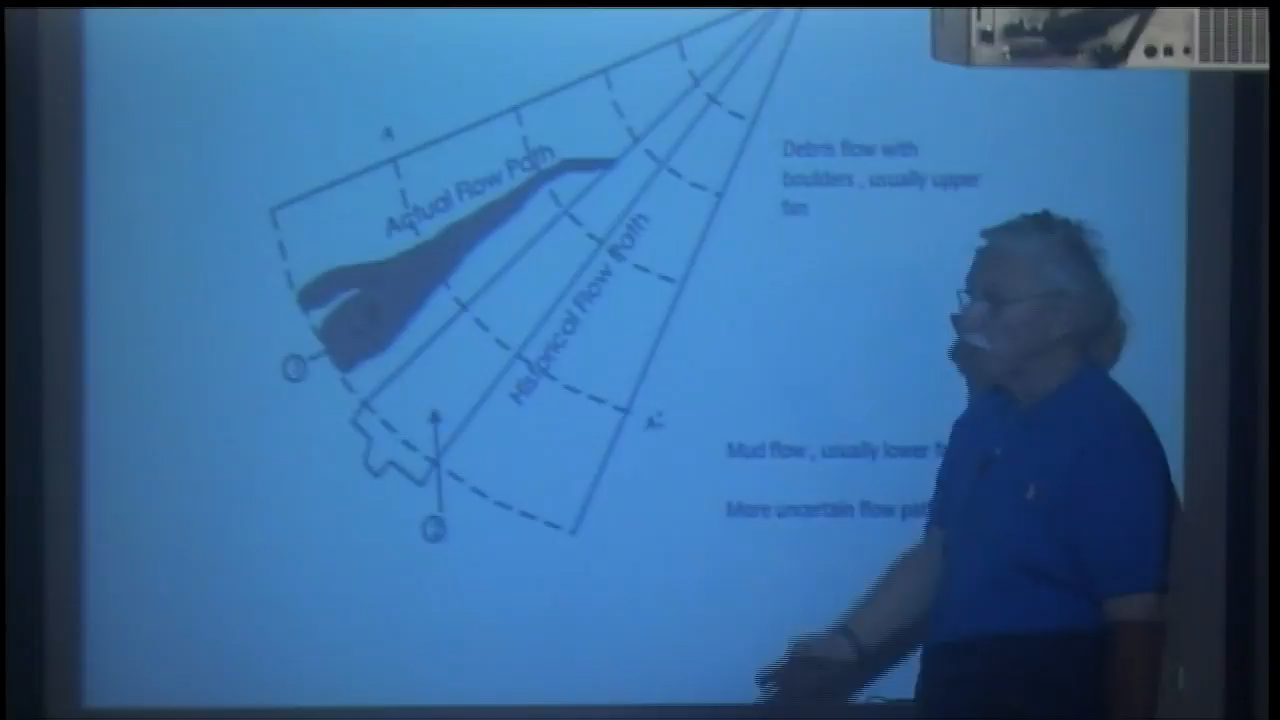 A
Actual Flow Path
Historical Flow Path
A'
Debris flow with
boulders , usually upper
fan
Mud flow , usually lower
More uncertain flow